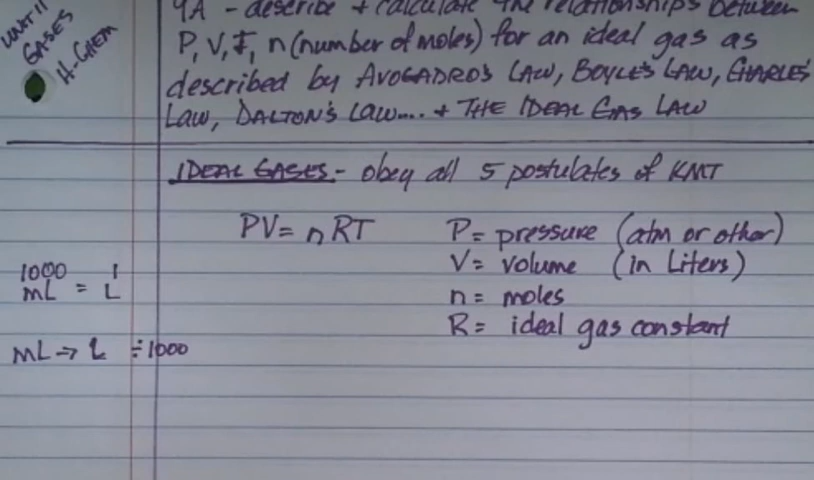 UNIT 11
GASES
H-CHEM
9A - describe + calculate the relationships between
P, V, T, n (number of moles) for an ideal gas as
described by AVOGADRO'S LAW, BOYLE'S LAW, CHARLES'
LAW, DALTON'S LAW.... + THE IDEAL GAS LAW
IDEAL GASES - obey all 5 postulates of KMT
PV = nRT
P = pressure (atm or other)
V = volume (in Liters)
n = moles
R = ideal gas constant
1000 mL = 1 L
mL → L ÷ 1000